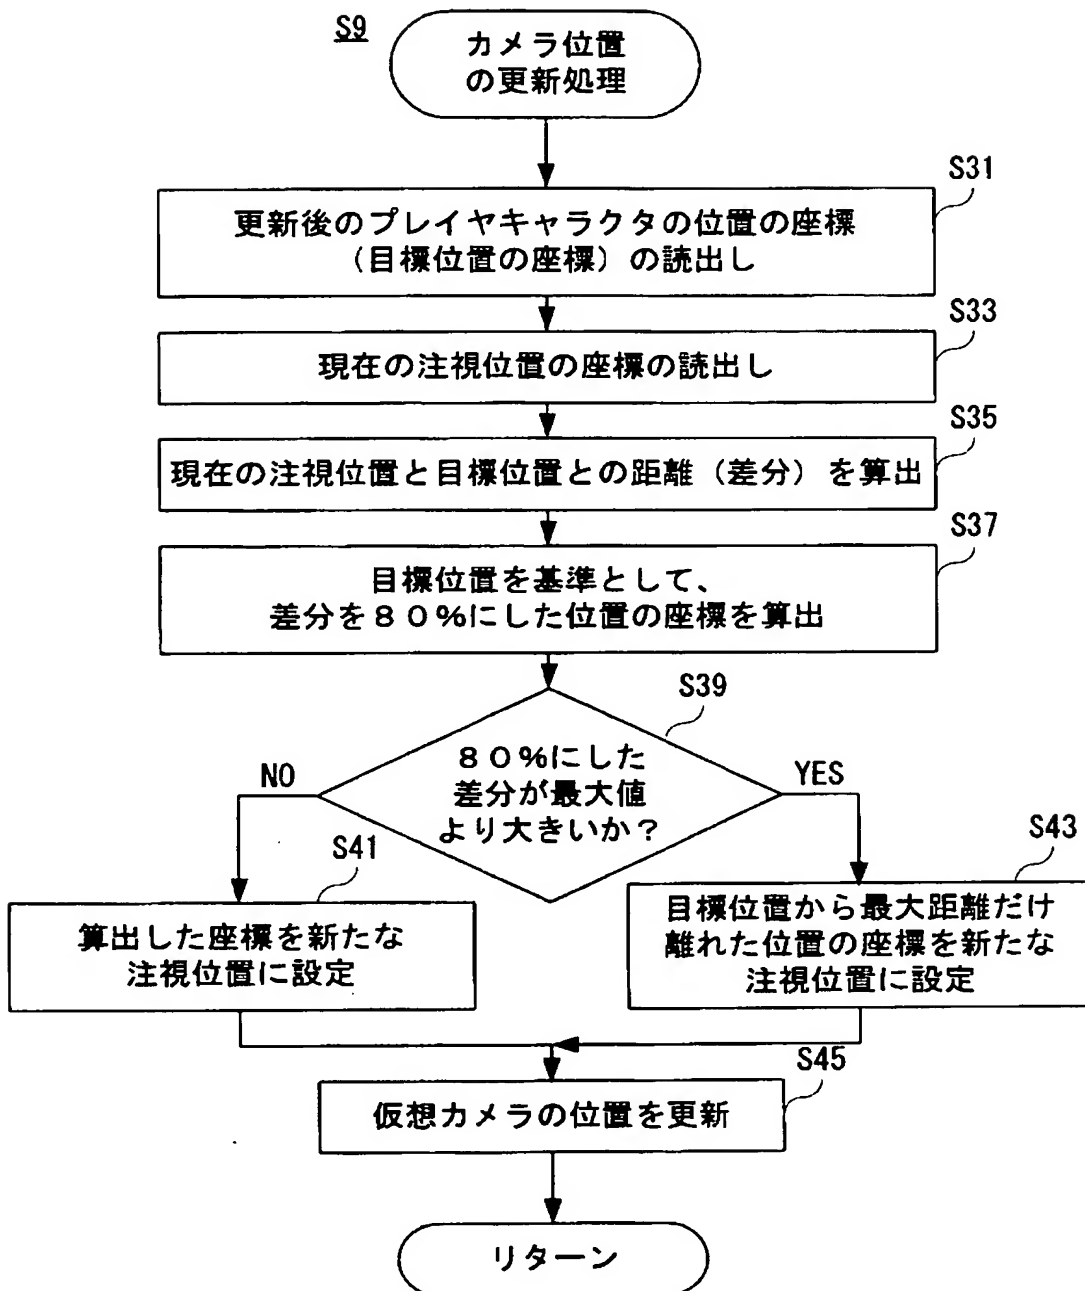 S9
カメラ位置
の更新処理
S31
更新後のプレイヤキャラクタの位置の座標
(目標位置の座標)の読出し
S33
現在の注視位置の座標の読出し
S35
現在の注視位置と目標位置との距離(差分)を算出
S37
目標位置を基準として、
差分を80%にした位置の座標を算出
S39
80%にした
差分が最大値
より大きいか?
NO
YES
S41
算出した座標を新たな
注視位置に設定
S43
目標位置から最大距離だけ
離れた位置の座標を新たな
注視位置に設定
S45
仮想カメラの位置を更新
リターン